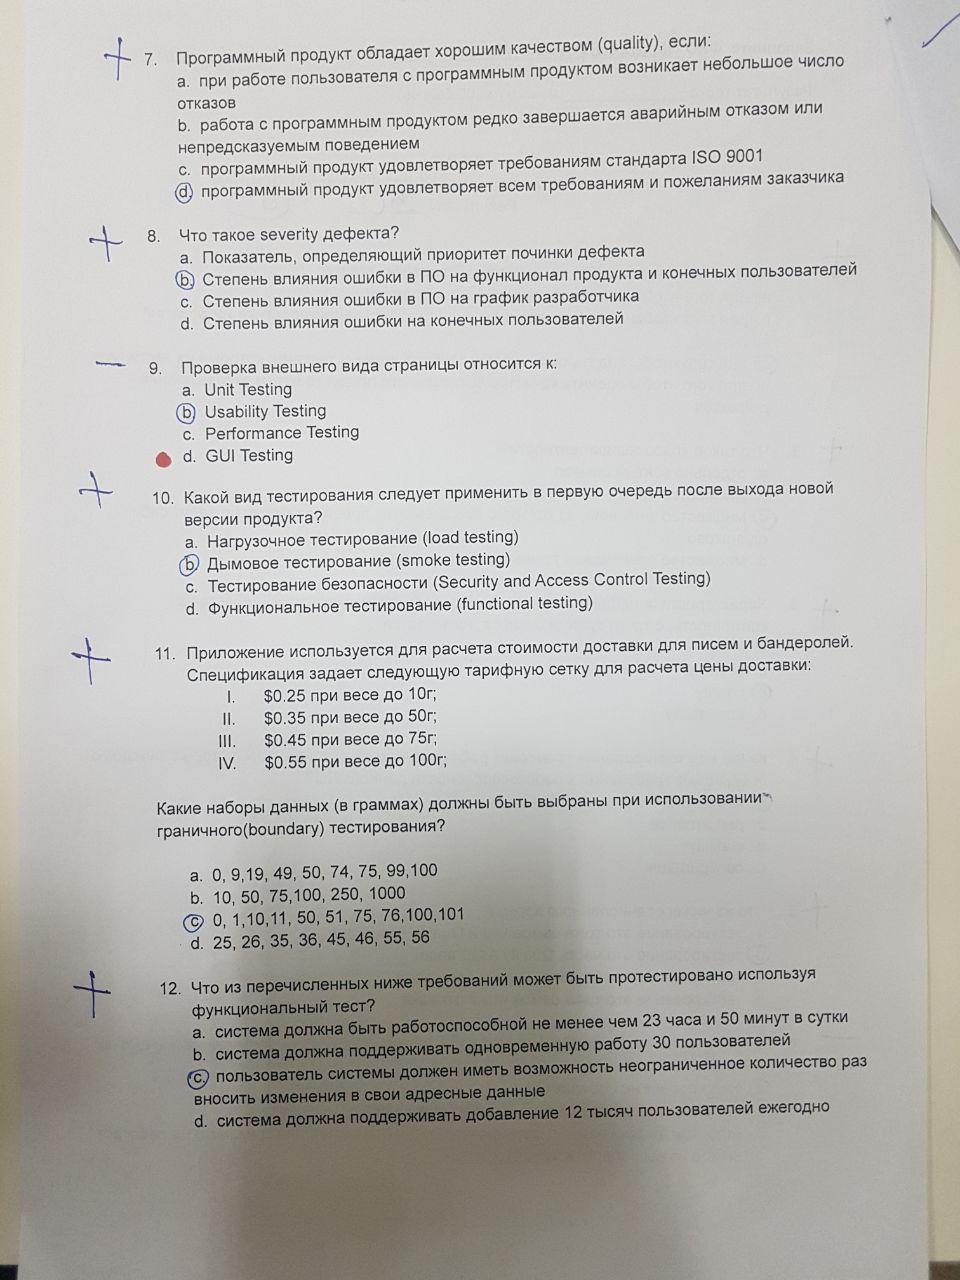 7. Программный продукт обладает хорошим качеством (quality), если:
a. при работе пользователя с программным продуктом возникает небольшое число
отказов
b. работа с программным продуктом редко завершается аварийным отказом или
непредсказуемым поведением
c. программный продукт удовлетворяет требованиям стандарта ISO 9001
d. программный продукт удовлетворяет всем требованиям и пожеланиям заказчика
8. Что такое severity дефекта?
a. Показатель, определяющий приоритет починки дефекта
b. Степень влияния ошибки в ПО на функционал продукта и конечных пользователей
c. Степень влияния ошибки в ПО на график разработчика
d. Степень влияния ошибки на конечных пользователей
9. Проверка внешнего вида страницы относится к:
a. Unit Testing
b. Usability Testing
c. Performance Testing
d. GUI Testing
10. Какой вид тестирования следует применить в первую очередь после выхода новой
версии продукта?
a. Нагрузочное тестирование (load testing)
b. Дымовое тестирование (smoke testing)
c. Тестирование безопасности (Security and Access Control Testing)
d. Функциональное тестирование (functional testing)
11. Приложение используется для расчета стоимости доставки для писем и бандеролей.
Спецификация задает следующую тарифную сетку для расчета цены доставки:
I. $0.25 при весе до 10г;
II. $0.35 при весе до 50г;
III. $0.45 при весе до 75г;
IV. $0.55 при весе до 100г;
Какие наборы данных (в граммах) должны быть выбраны при использовании
граничного(boundary) тестирования?
a. 0, 9,19, 49, 50, 74, 75, 99,100
b. 10, 50, 75,100, 250, 1000
c. 0, 1,10,11, 50, 51, 75, 76,100,101
d. 25, 26, 35, 36, 45, 46, 55, 56
12. Что из перечисленных ниже требований может быть протестировано используя
функциональный тест?
a. система должна быть работоспособной не менее чем 23 часа и 50 минут в сутки
b. система должна поддерживать одновременную работу 30 пользователей
c. пользователь системы должен иметь возможность неограниченное количество раз
вносить изменения в свои адресные данные
d. система должна поддерживать добавление 12 тысяч пользователей ежегодно